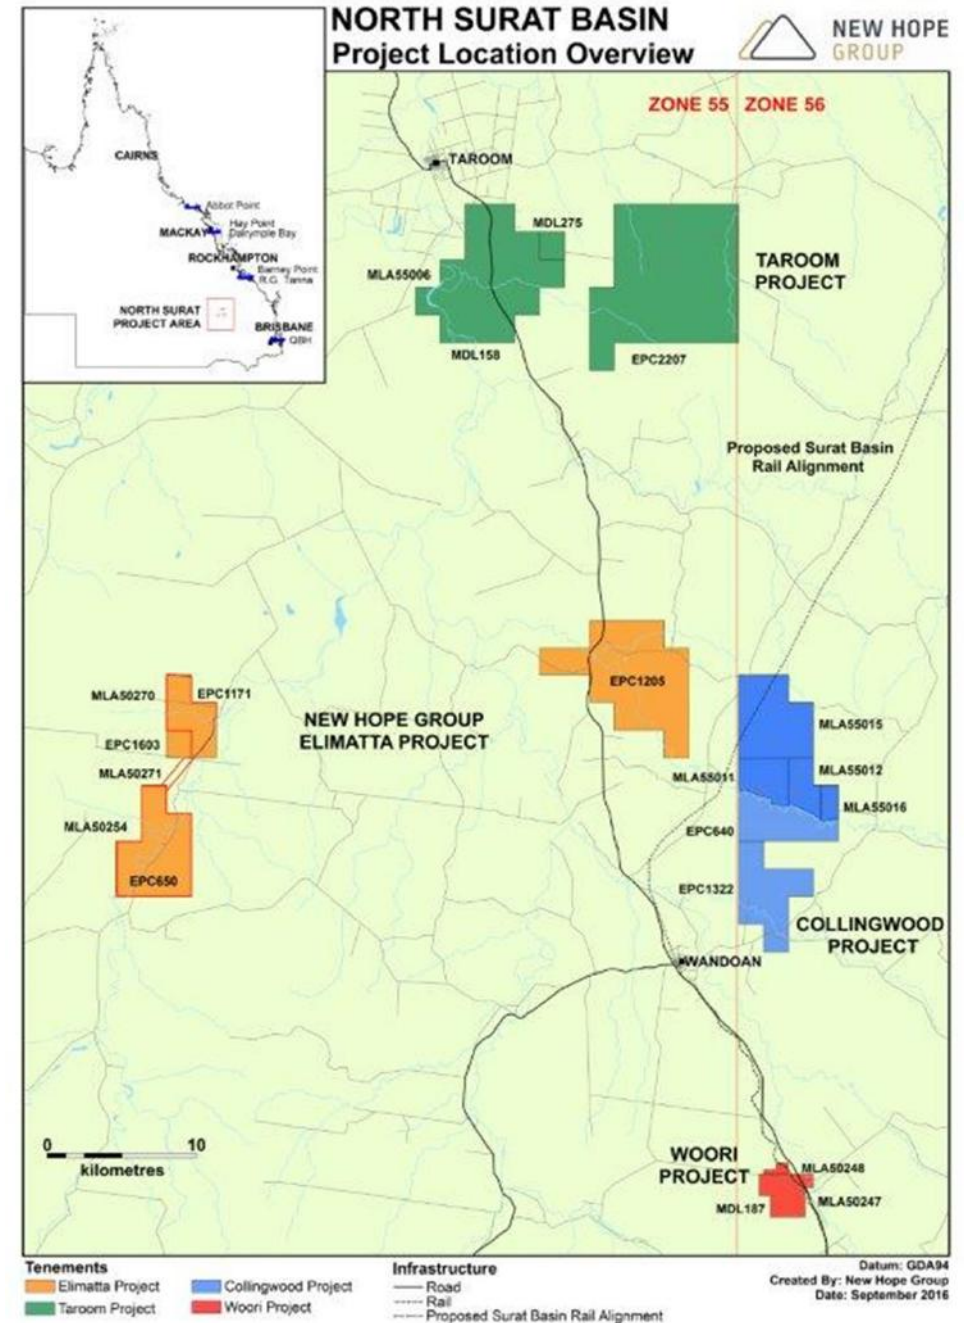 NORTH SURAT BASIN
Project Location Overview
NEW HOPE
GROUP
CAIRNS
Abbot Point
Hay Point
MACKAY
Dalrymple Bay
ROCKHAMPTON
Barney Point
R.G. Tanna
NORTH SURAT
PROJECT AREA
BRISBANE
QBH
ZONE 55
ZONE 56
TAROOM
MDL275
MLA55006
MDL158
EPC2207
TAROOM
PROJECT
Proposed Surat Basin
Rail Alignment
EPC1205
MLA50270
EPC1171
EPC1603
MLA50271
MLA50254
EPC650
NEW HOPE GROUP
ELIMATTA PROJECT
MLA55015
MLA55011
MLA55012
MLA55016
EPC640
EPC1322
COLLINGWOOD
PROJECT
WANDOAN
0 10
kilometres
WOORI
PROJECT
MLA50248
MLA50247
MDL187
Tenements
Elimatta Project
Collingwood Project
Taroom Project
Woori Project
Infrastructure
Road
Rail
Proposed Surat Basin Rail Alignment
Datum: GDA94
Created By: New Hope Group
Date: September 2016